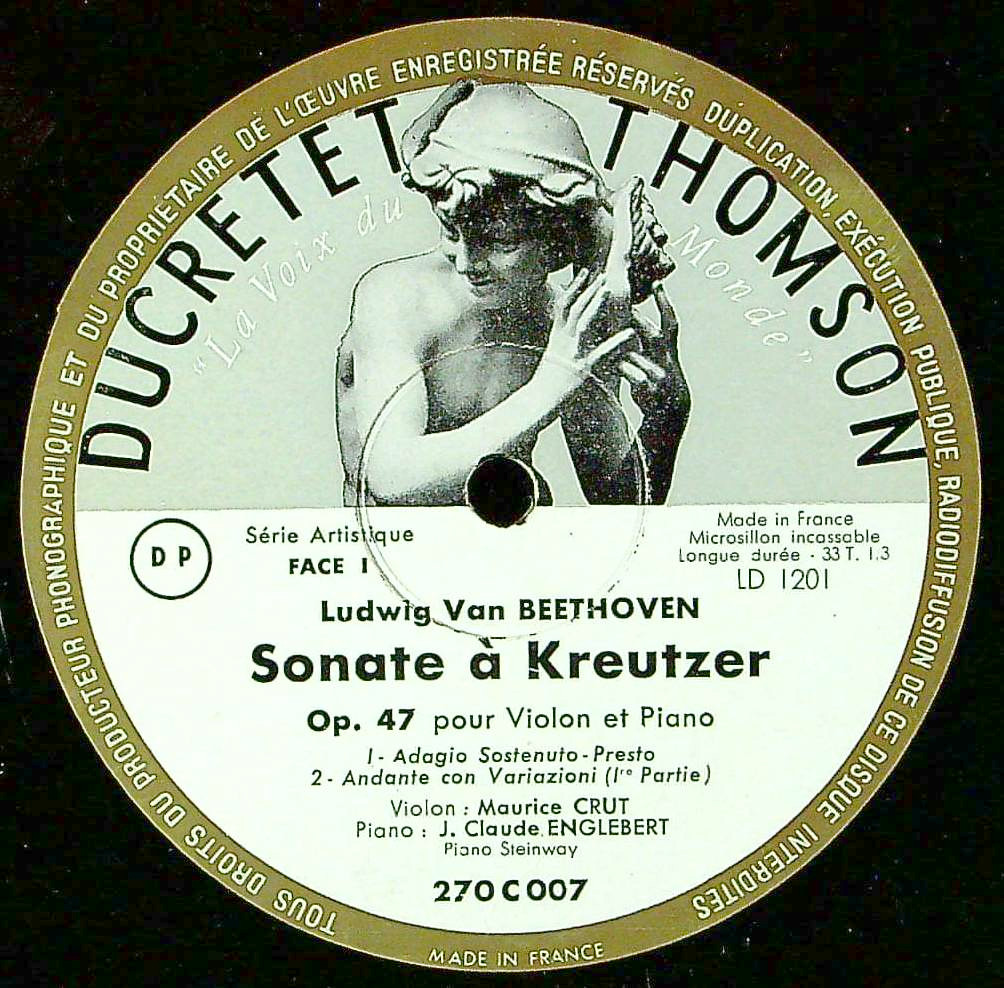 TOUS DROITS DU PRODUCTEUR PHONOGRAPHIQUE ET DU PROPRIÉTAIRE DE L'ŒUVRE ENREGISTRÉE RÉSERVÉS DUPLICATION, EXÉCUTION PUBLIQUE, RADIODIFFUSION DE CE DISQUE INTERDITES
DUCRETET THOMSON
"La Voix du Monde"
D P
Série Artistique
FACE 1
Made in France
Microsillon incassable
Longue durée - 33 T. 1.3
LD 1201
Ludwig Van BEETHOVEN
Sonate à Kreutzer
Op. 47 pour Violon et Piano
1 - Adagio Sostenuto - Presto
2 - Andante con Variazioni (1re Partie)
Violon : Maurice CRUT
Piano : J. Claude ENGLEBERT
Piano Steinway
270 C 007
MADE IN FRANCE